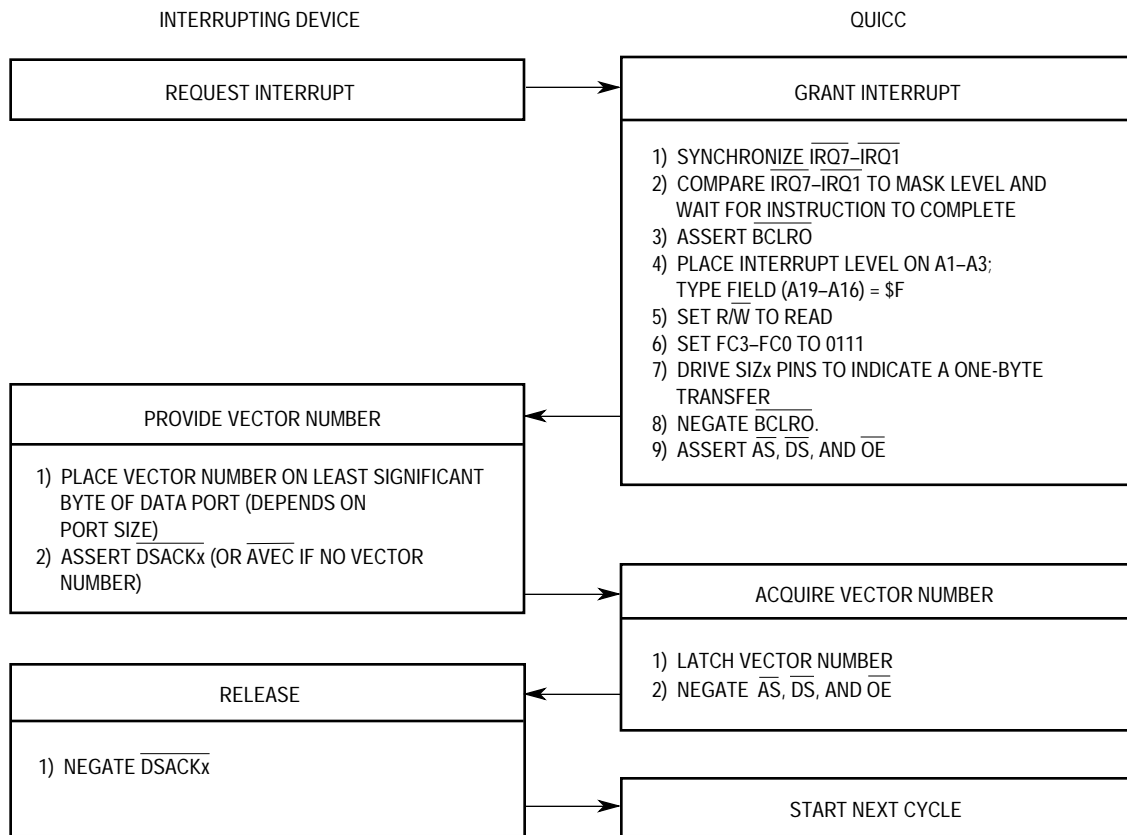 INTERRUPTING DEVICE
QUICC
REQUEST INTERRUPT
GRANT INTERRUPT
1) SYNCHRONIZE IRQ7–IRQ1
2) COMPARE IRQ7–IRQ1 TO MASK LEVEL AND
WAIT FOR INSTRUCTION TO COMPLETE
3) ASSERT BCLRO
4) PLACE INTERRUPT LEVEL ON A1–A3;
TYPE FIELD (A19–A16) = $F
5) SET R/W TO READ
6) SET FC3–FC0 TO 0111
7) DRIVE SIZx PINS TO INDICATE A ONE-BYTE
TRANSFER
8) NEGATE BCLRO.
9) ASSERT AS, DS, AND OE
PROVIDE VECTOR NUMBER
1) PLACE VECTOR NUMBER ON LEAST SIGNIFICANT
BYTE OF DATA PORT (DEPENDS ON
PORT SIZE)
2) ASSERT DSACKx (OR AVEC IF NO VECTOR
NUMBER)
ACQUIRE VECTOR NUMBER
1) LATCH VECTOR NUMBER
2) NEGATE AS, DS, AND OE
RELEASE
1) NEGATE DSACKx
START NEXT CYCLE